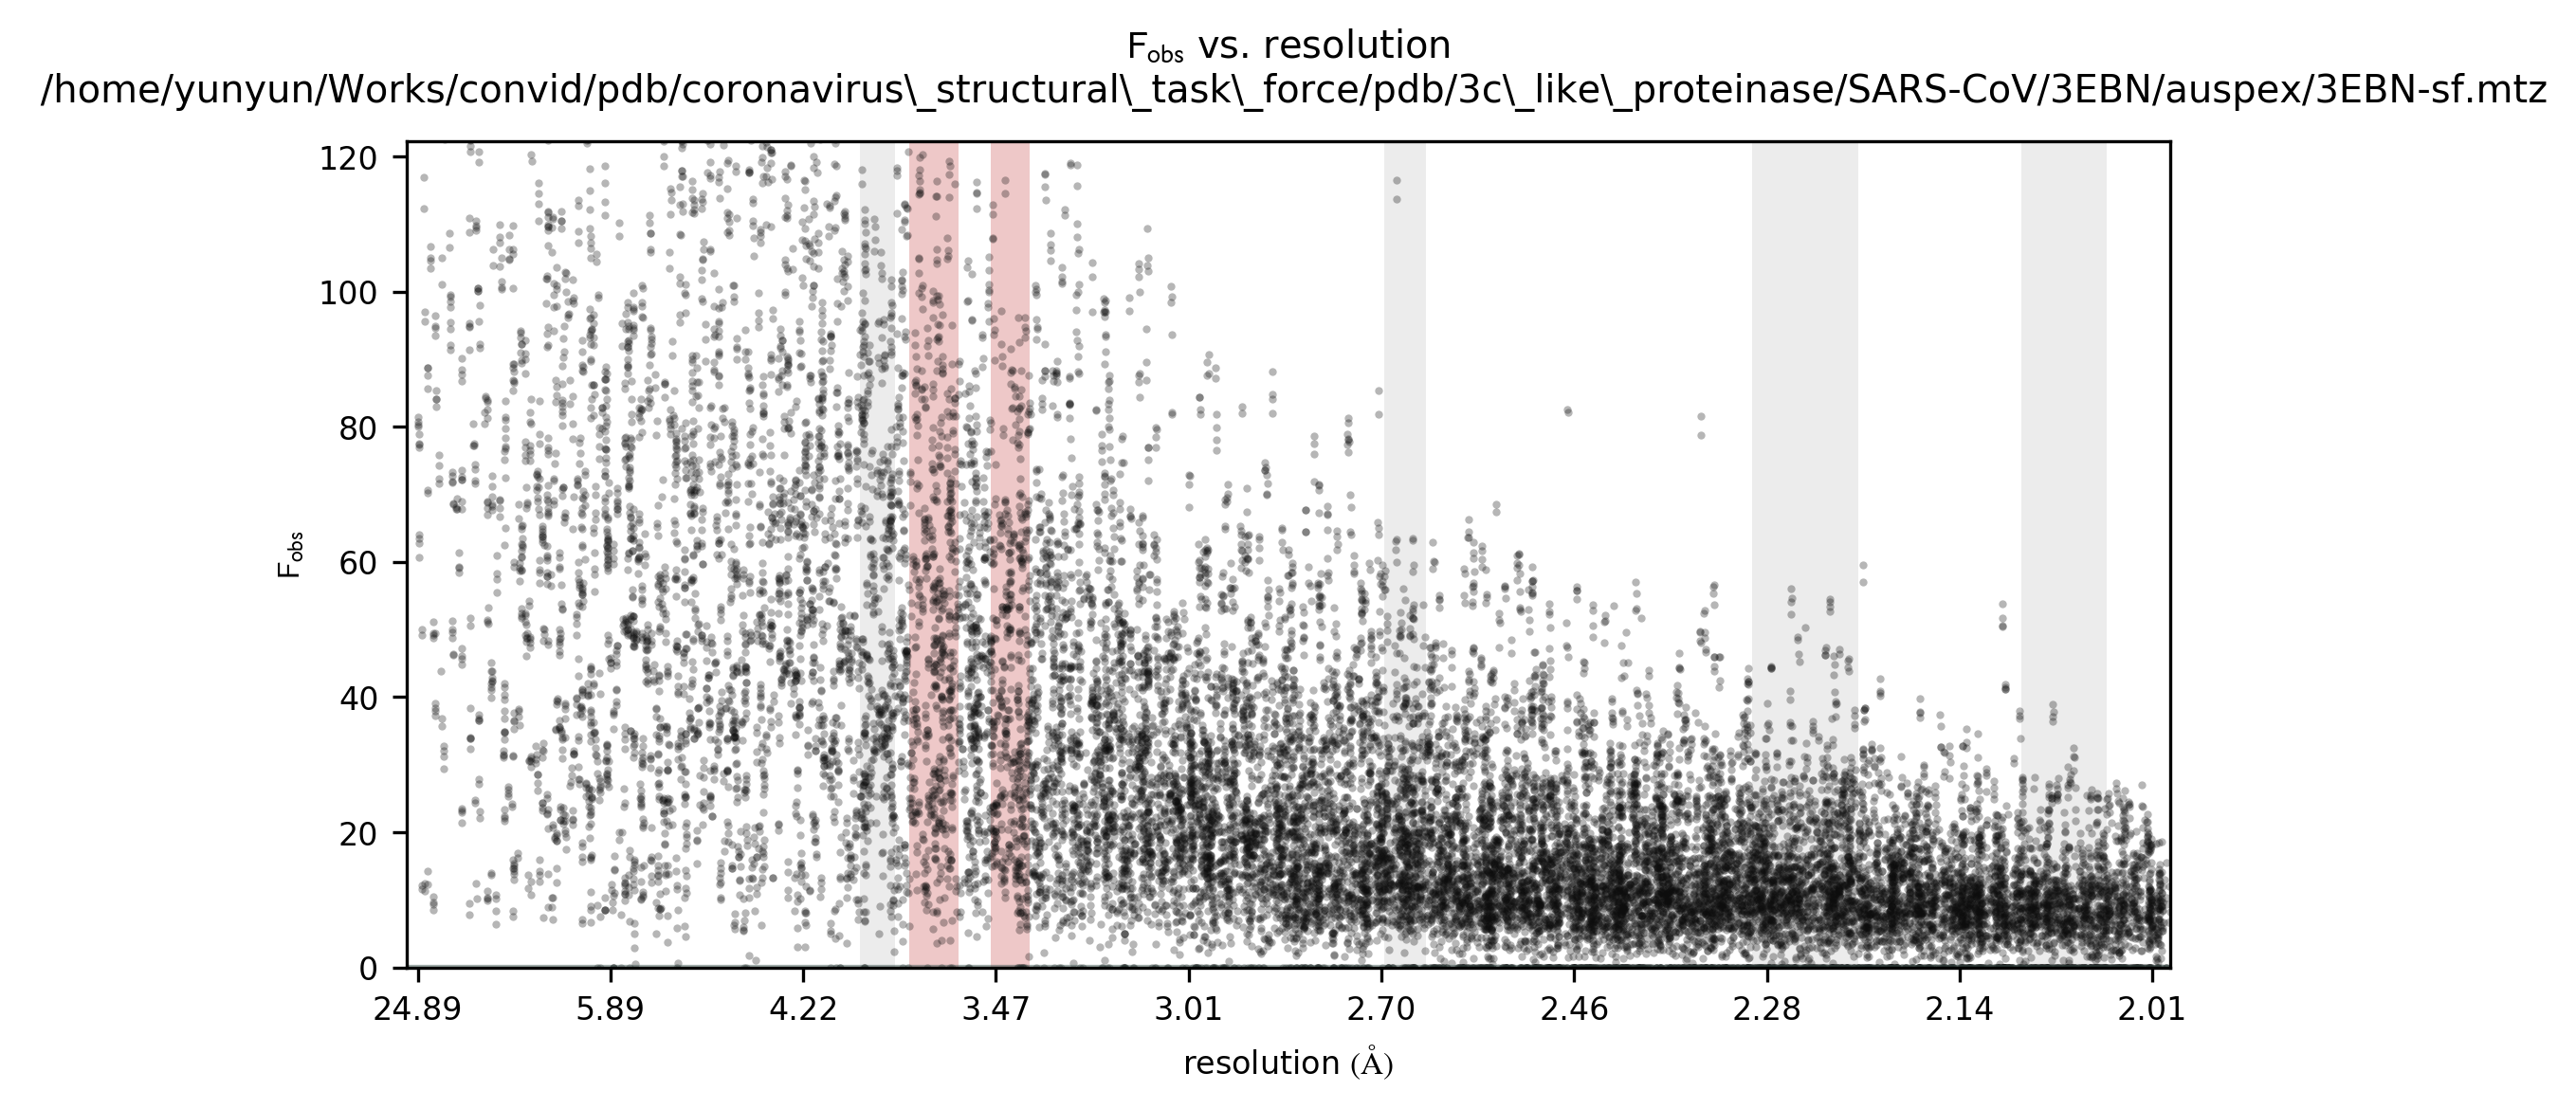 F_obs vs. resolution
/home/yunyun/Works/convid/pdb/coronavirus\_structural\_task\_force/pdb/3c\_like\_proteinase/SARS-CoV/3EBN/auspex/3EBN-sf.mtz
120
100
80
60
40
20
0
F_obs
24.89 5.89 4.22 3.47 3.01 2.70 2.46 2.28 2.14 2.01
resolution (Å)